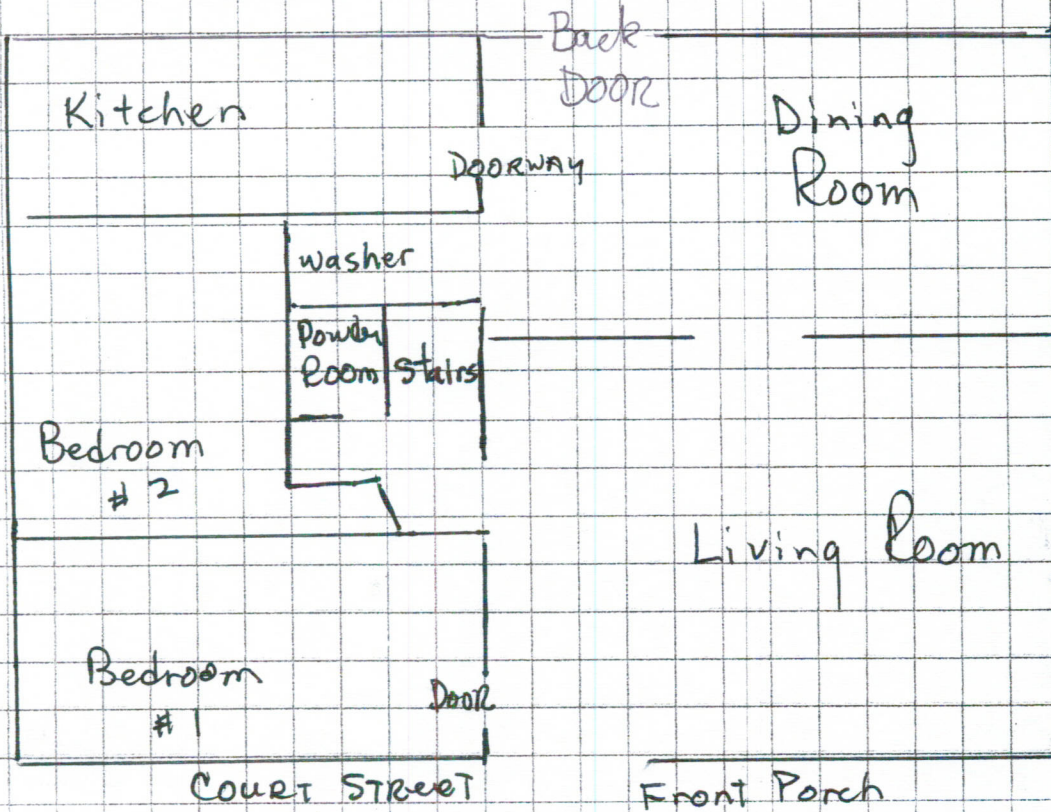 Back
Door
Kitchen
Dining
Room
DOORWAY
washer
Powder
Room
Stairs
Bedroom
# 2
Living Room
Bedroom
# 1
Door
COURT STREET
Front Porch